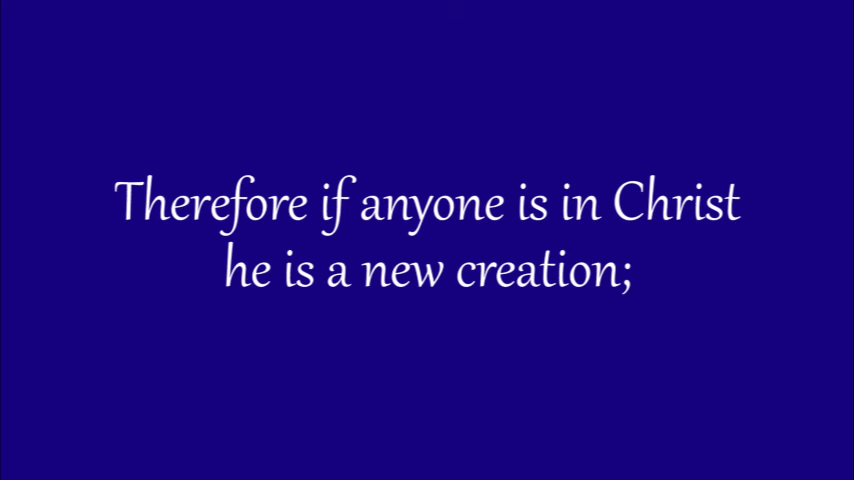 Therefore if anyone is in Christ
he is a new creation;